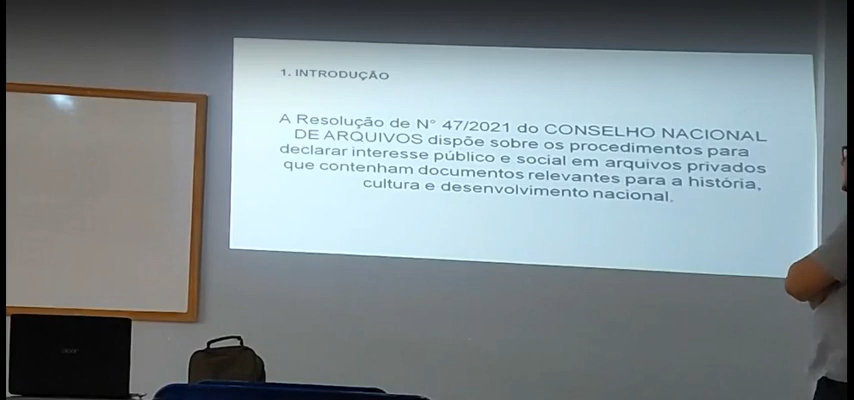 1. INTRODUÇÃO
A Resolução de N° 47/2021 do CONSELHO NACIONAL
DE ARQUIVOS dispõe sobre os procedimentos para
declarar interesse público e social em arquivos privados
que contenham documentos relevantes para a história,
cultura e desenvolvimento nacional.
acer